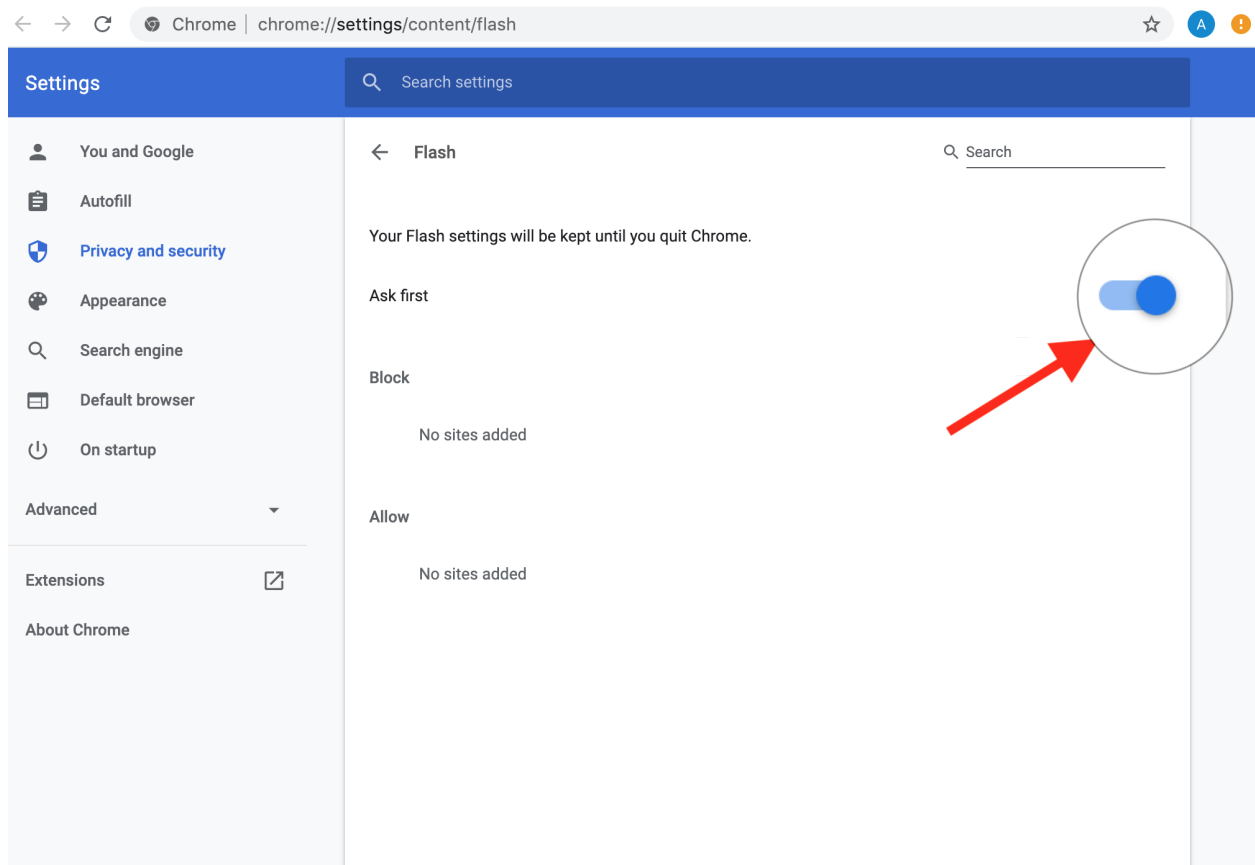 Chrome | chrome://settings/content/flash
A
Settings
Search settings
You and Google
Autofill
Privacy and security
Appearance
Search engine
Default browser
On startup
Advanced
Extensions
About Chrome
Flash
Search
Your Flash settings will be kept until you quit Chrome.
Ask first
Block
No sites added
Allow
No sites added